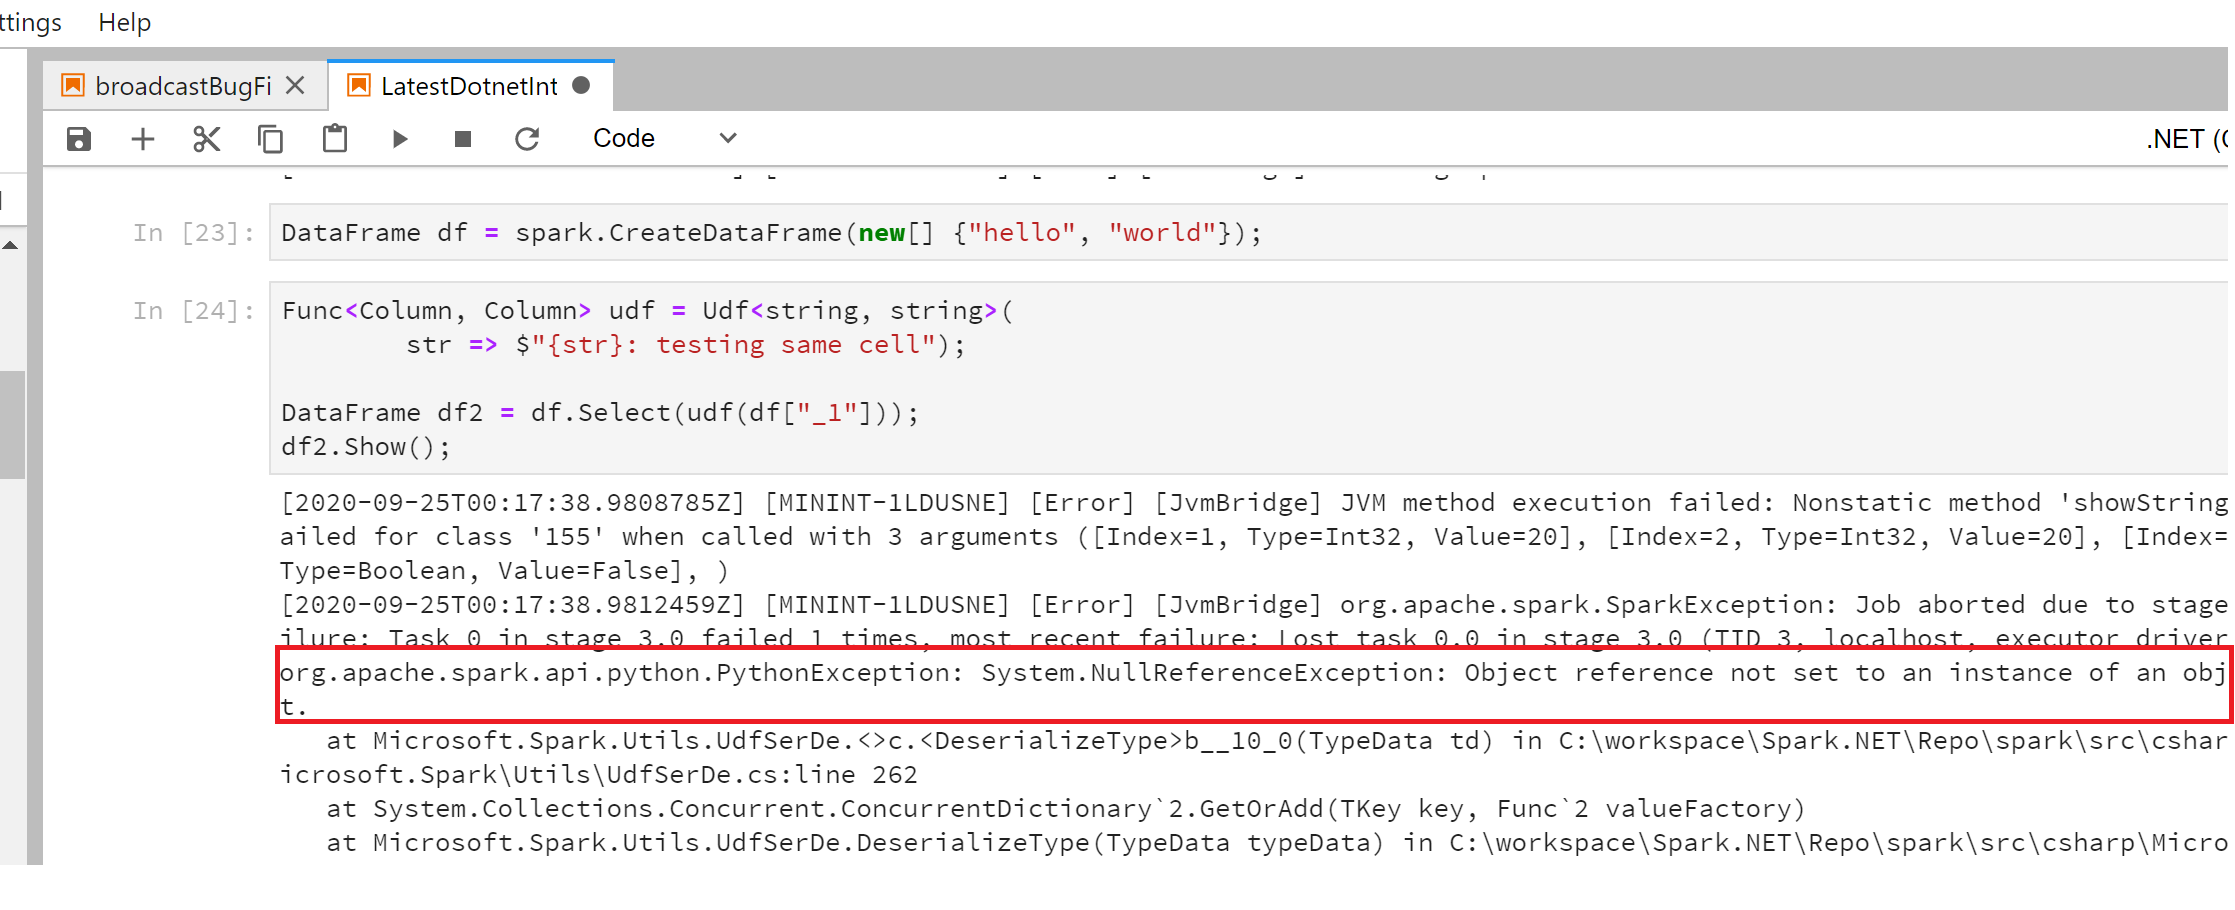 ttings Help
broadcastBugFi LatestDotnetInt
Code .NET (
In [23]: DataFrame df = spark.CreateDataFrame(new[] {"hello", "world"});
In [24]: Func<Column, Column> udf = Udf<string, string>(
str => $"{str}: testing same cell");
DataFrame df2 = df.Select(udf(df["_1"]));
df2.Show();
[2020-09-25T00:17:38.9808785Z] [MININT-1LDUSNE] [Error] [JvmBridge] JVM method execution failed: Nonstatic method 'showString
ailed for class '155' when called with 3 arguments ([Index=1, Type=Int32, Value=20], [Index=2, Type=Int32, Value=20], [Index=
Type=Boolean, Value=False], )
[2020-09-25T00:17:38.9812459Z] [MININT-1LDUSNE] [Error] [JvmBridge] org.apache.spark.SparkException: Job aborted due to stage
ilure: Task 0 in stage 3.0 failed 1 times, most recent failure: Lost task 0.0 in stage 3.0 (TID 3, localhost, executor driver
org.apache.spark.api.python.PythonException: System.NullReferenceException: Object reference not set to an instance of an obj
t.
at Microsoft.Spark.Utils.UdfSerDe.<>c.<DeserializeType>b__10_0(TypeData td) in C:\workspace\Spark.NET\Repo\spark\src\cshar
icrosoft.Spark\Utils\UdfSerDe.cs:line 262
at System.Collections.Concurrent.ConcurrentDictionary`2.GetOrAdd(TKey key, Func`2 valueFactory)
at Microsoft.Spark.Utils.UdfSerDe.DeserializeType(TypeData typeData) in C:\workspace\Spark.NET\Repo\spark\src\csharp\Micro